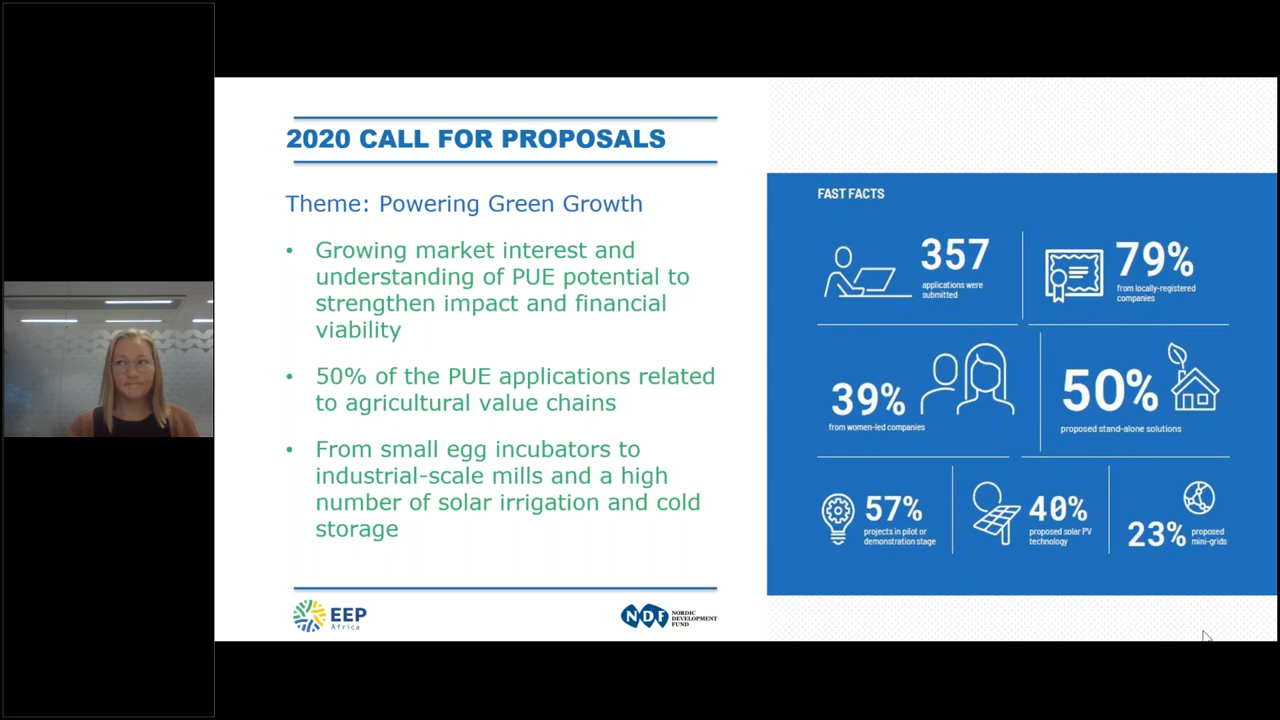 2020 CALL FOR PROPOSALS
Theme: Powering Green Growth
• Growing market interest and
understanding of PUE potential to
strengthen impact and financial
viability
• 50% of the PUE applications related
to agricultural value chains
• From small egg incubators to
industrial-scale mills and a high
number of solar irrigation and cold
storage
EEP
Africa
NDF
NORDIC
DEVELOPMENT
FUND
FAST FACTS
357
applications were
submitted
79%
from locally-registered
companies
39%
from women-led companies
50%
proposed stand-alone solutions
57%
projects in pilot or
demonstration stage
40%
proposed solar PV
technology
23%
proposed
mini-grids